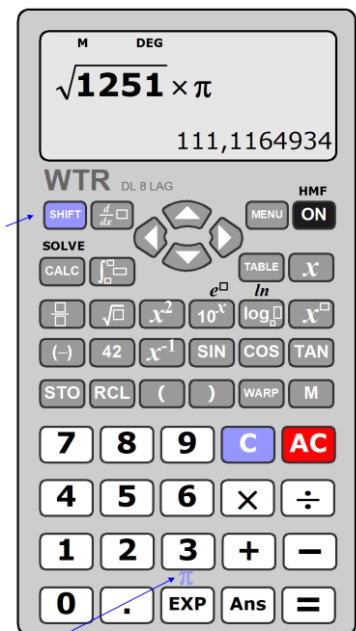 M DEG
√1251 × π
111,1164934
WTR DL 8 LAG
HMF
SHIFT d/dx□ MENU ON
SOLVE
CALC ∫□ TABLE x
e□ ln
□/□ √□ x² 10ˣ log□□ x□
(−) 42 x⁻¹ SIN COS TAN
STO RCL ( ) WARP M
7 8 9 C AC
4 5 6 × ÷
1 2 3 + −
π
0 . EXP Ans =